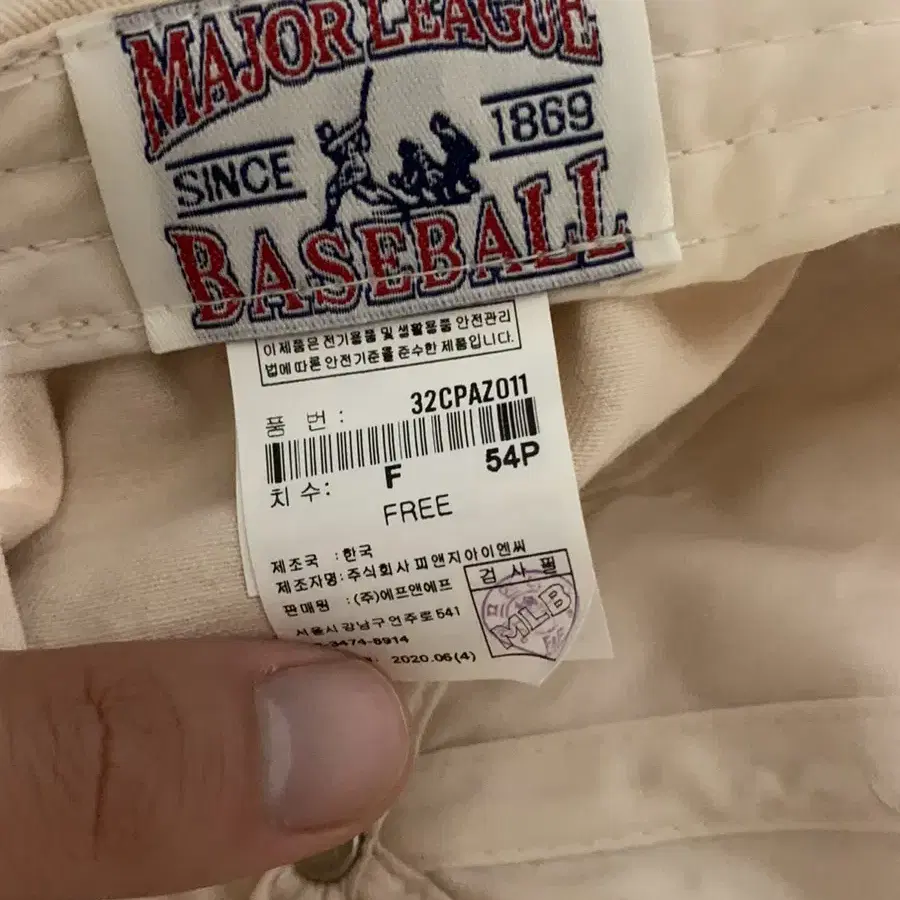 MAJOR LEAGUE
SINCE 1869
BASEBALL
이 제품은 전기용품 및 생활용품 안전관리
법에 따른 안전기준을 준수한 제품입니다.
품 번 : 32CPAZ011
F 54P
치 수 : FREE
제조국 : 한국
제조자명 : 주식회사 피앤지아이엔씨
판매원 : (주)에프앤에프
서울시 강남구 언주로 541
3474-8914
2020.06(4)
검 사 필
MLB
F&F